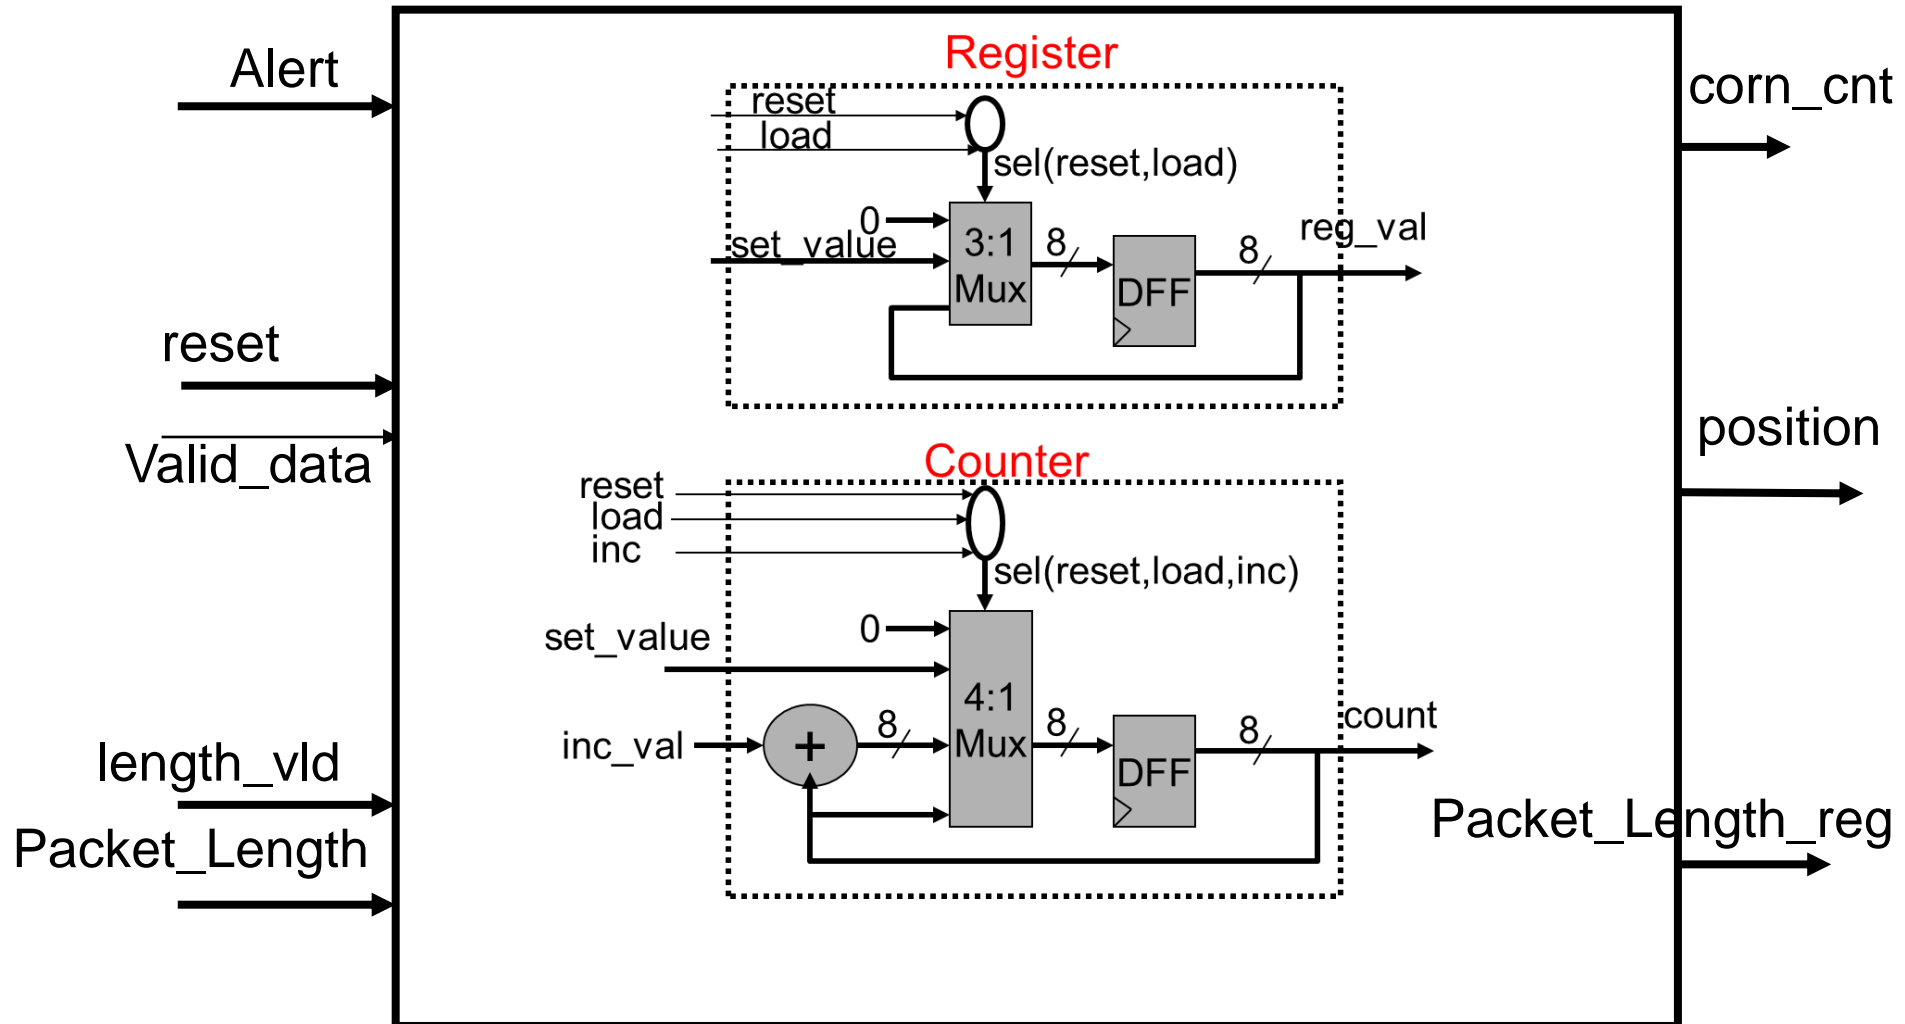 Alert
reset
Valid_data
length_vld
Packet_Length
Register
reset
load
sel(reset,load)
0
set_value
3:1
Mux
8
DFF
8
reg_val
Counter
reset
load
inc
sel(reset,load,inc)
0
set_value
inc_val
+
8
4:1
Mux
8
DFF
8
count
corn_cnt
position
Packet_Length_reg